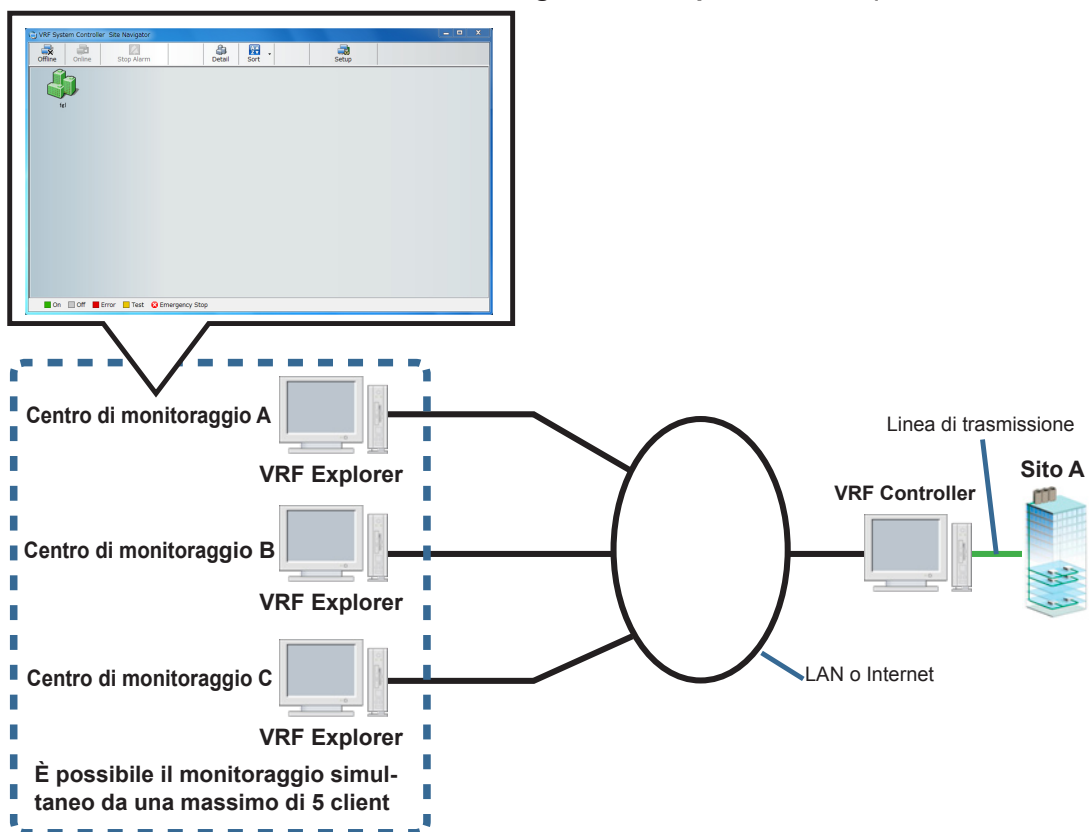 VRF System Controller Site Navigator
Offline Online Stop Alarm Detail Sort Setup
On Off Error Test Emergency Stop
Centro di monitoraggio A
VRF Explorer
Centro di monitoraggio B
VRF Explorer
Centro di monitoraggio C
VRF Explorer
È possibile il monitoraggio simul-
taneo da una massimo di 5 client
LAN o Internet
VRF Controller
Linea di trasmissione
Sito A